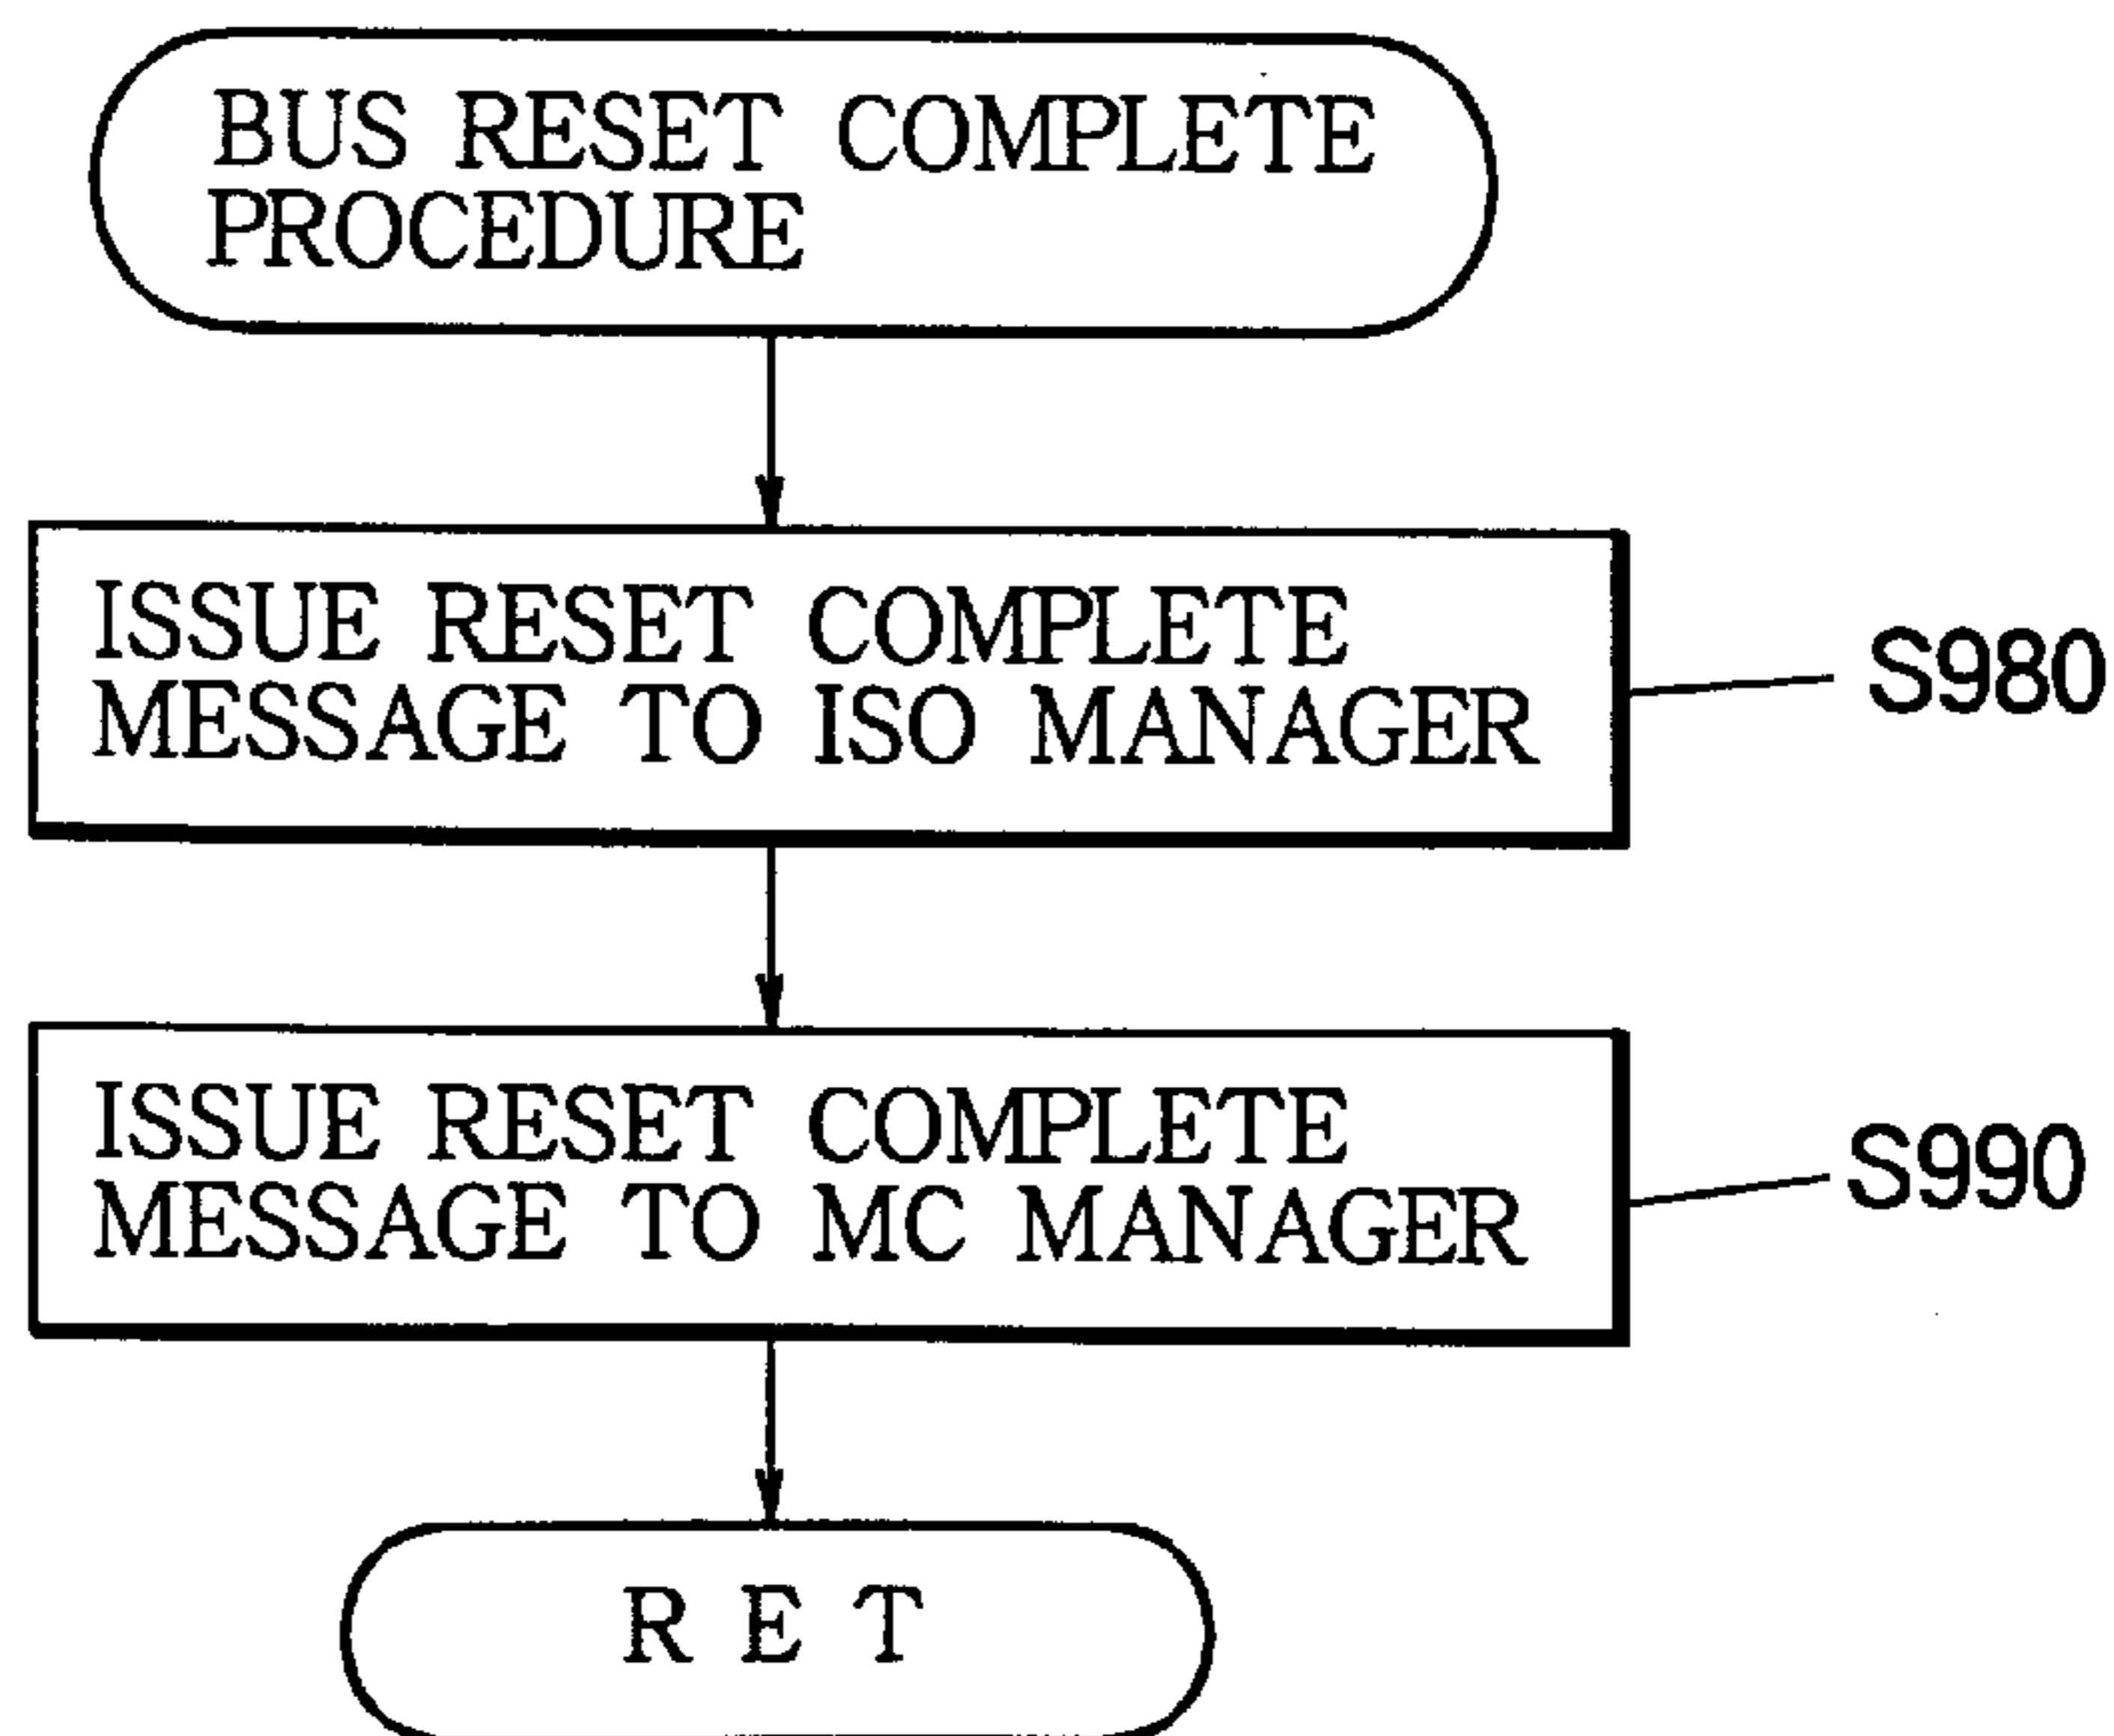 BUS RESET COMPLETE
PROCEDURE
ISSUE RESET COMPLETE
MESSAGE TO ISO MANAGER
S980
ISSUE RESET COMPLETE
MESSAGE TO MC MANAGER
S990
RET